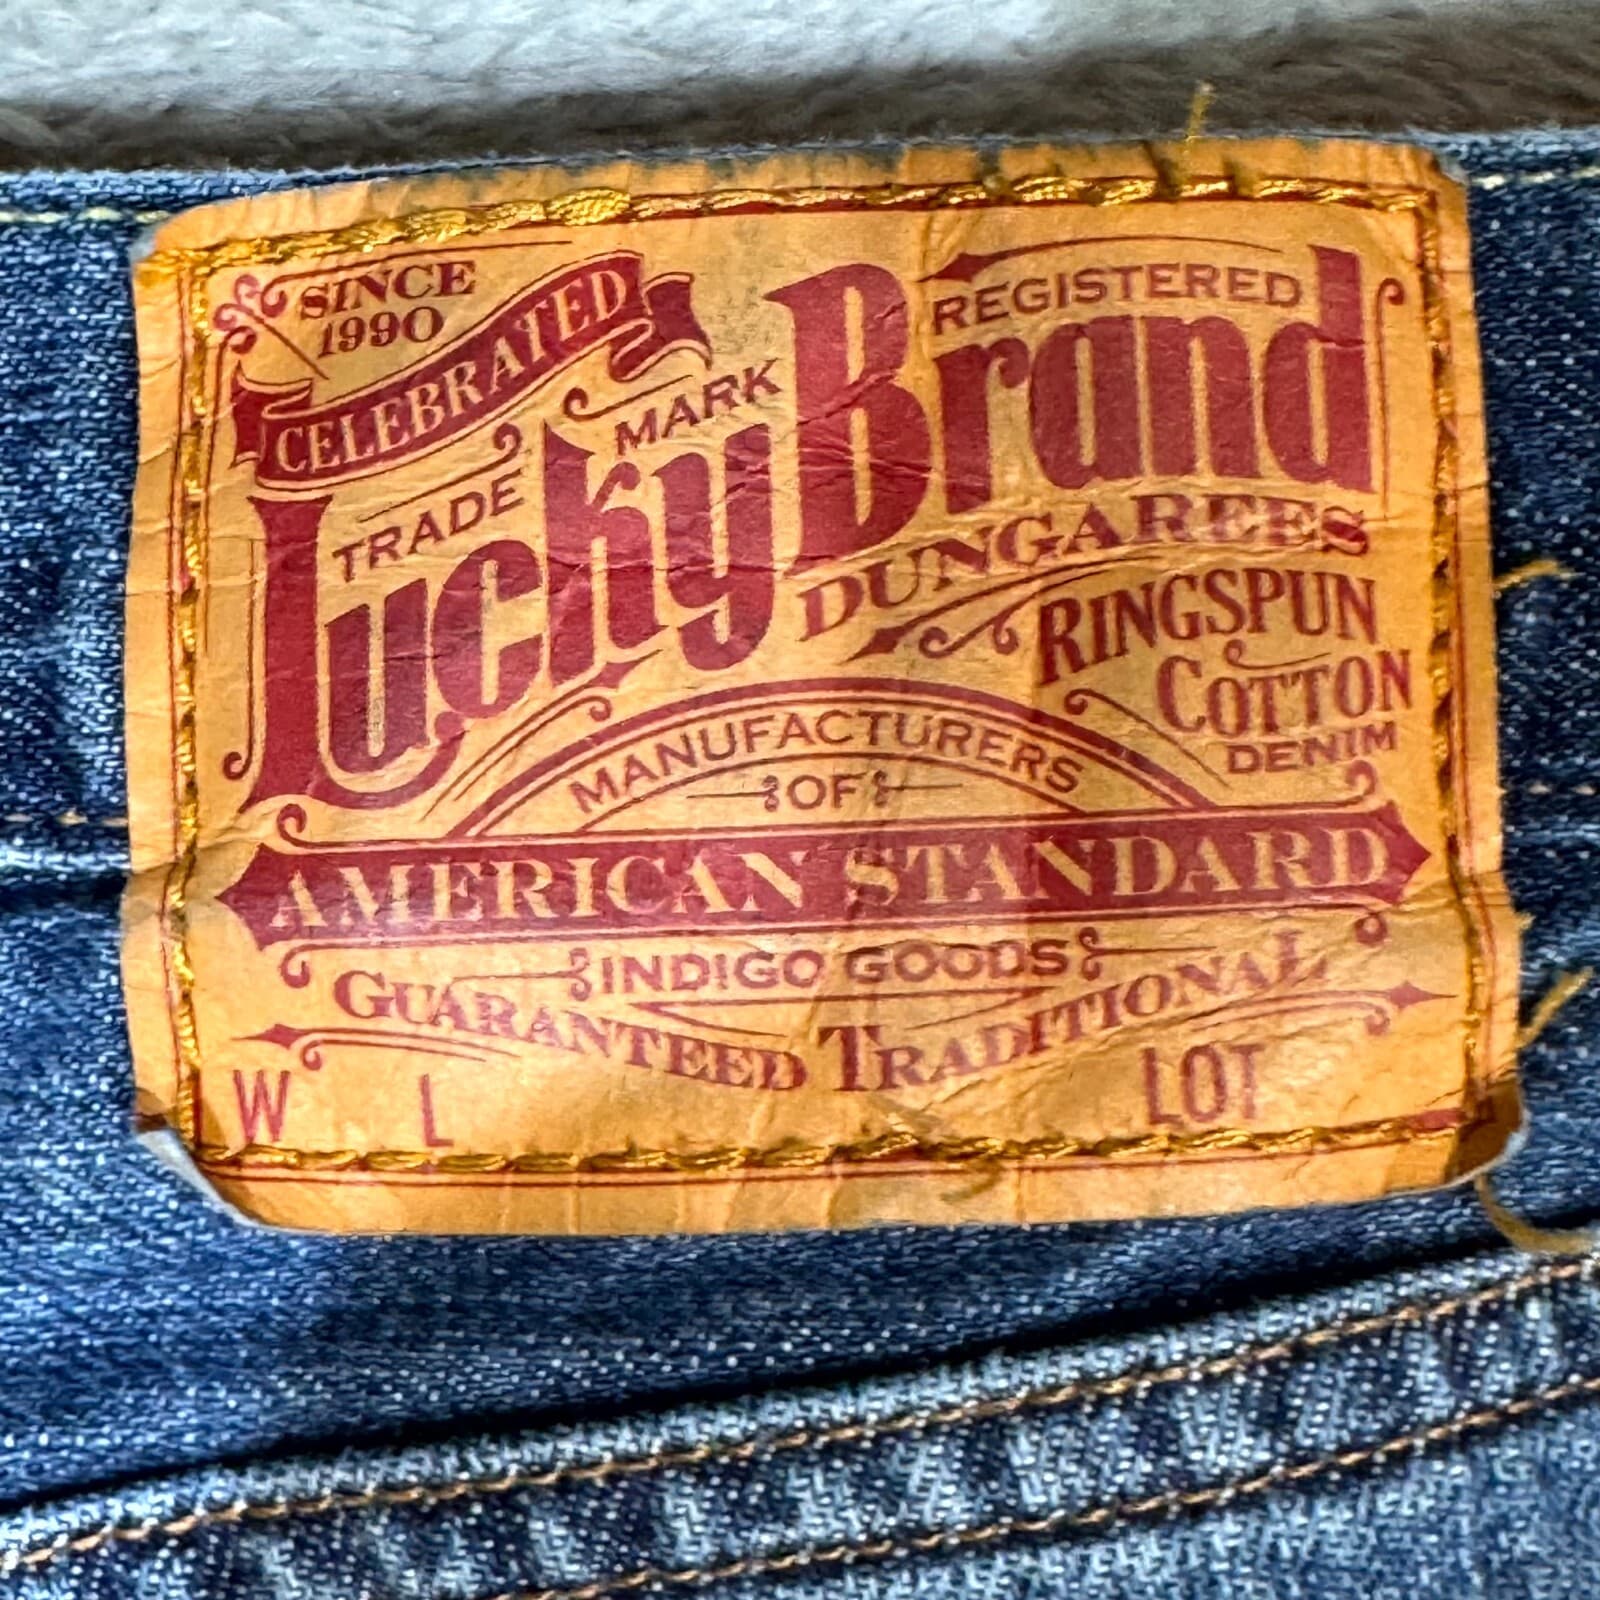 SINCE
1990
CELEBRATED
TRADE MARK
REGISTERED
Lucky Brand
DUNGAREES
RINGSPUN
COTTON
DENIM
MANUFACTURERS
OF
AMERICAN STANDARD
INDIGO GOODS
GUARANTEED TRADITIONAL
W L LOT